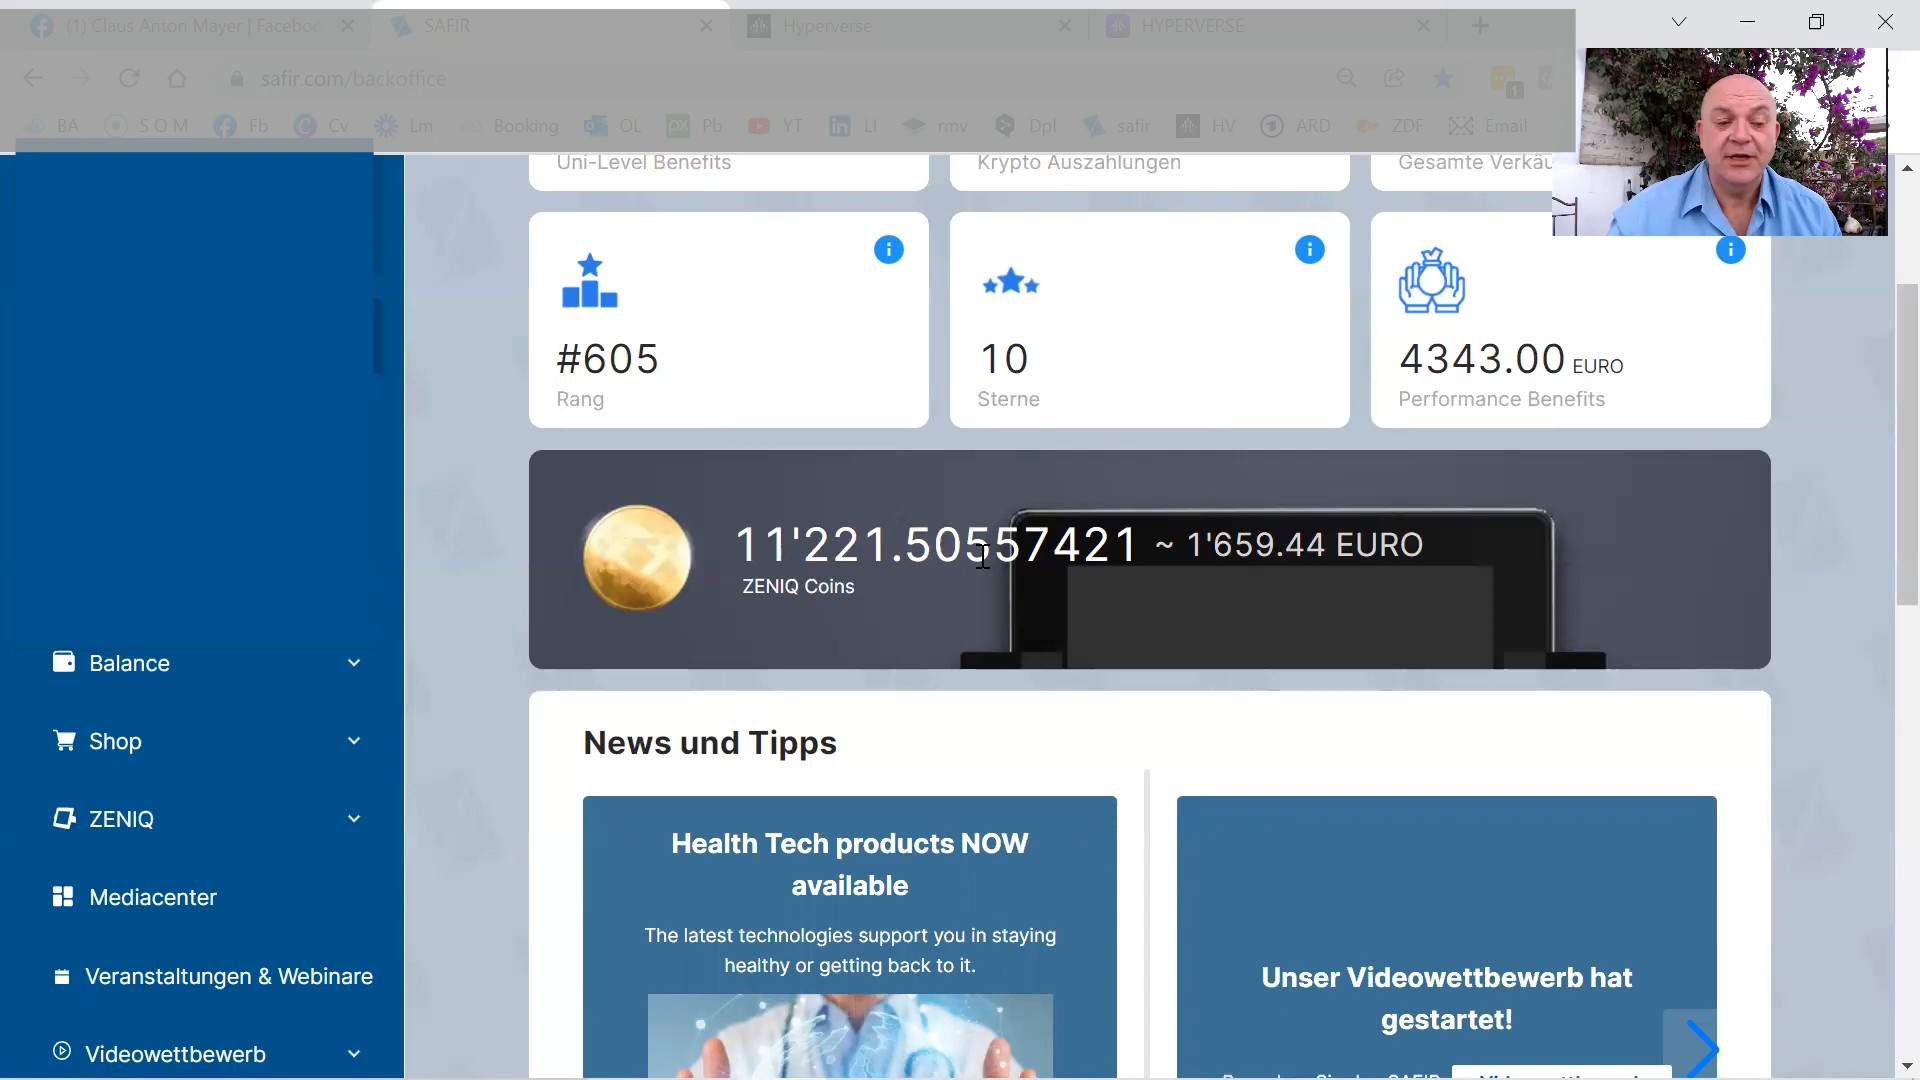 (1) Claus Anton Mayer | Faceboo
SAFIR
Hyperverse
HYPERVERSE
safir.com/backoffice
1
BA
S O M
Fb
Cv
Lm
Booking
OL
Pb
YT
LI
rmv
Dpl
safir
HV
ARD
ZDF
Email
Uni-Level Benefits
Krypto Auszahlungen
Gesamte Verkäu
#605
Rang
10
Sterne
4343.00 EURO
Performance Benefits
11'221.50557421 ~ 1'659.44 EURO
ZENIQ Coins
Balance
Shop
ZENIQ
Mediacenter
Veranstaltungen & Webinare
Videowettbewerb
News und Tipps
Health Tech products NOW
available
The latest technologies support you in staying
healthy or getting back to it.
Unser Videowettbewerb hat
gestartet!